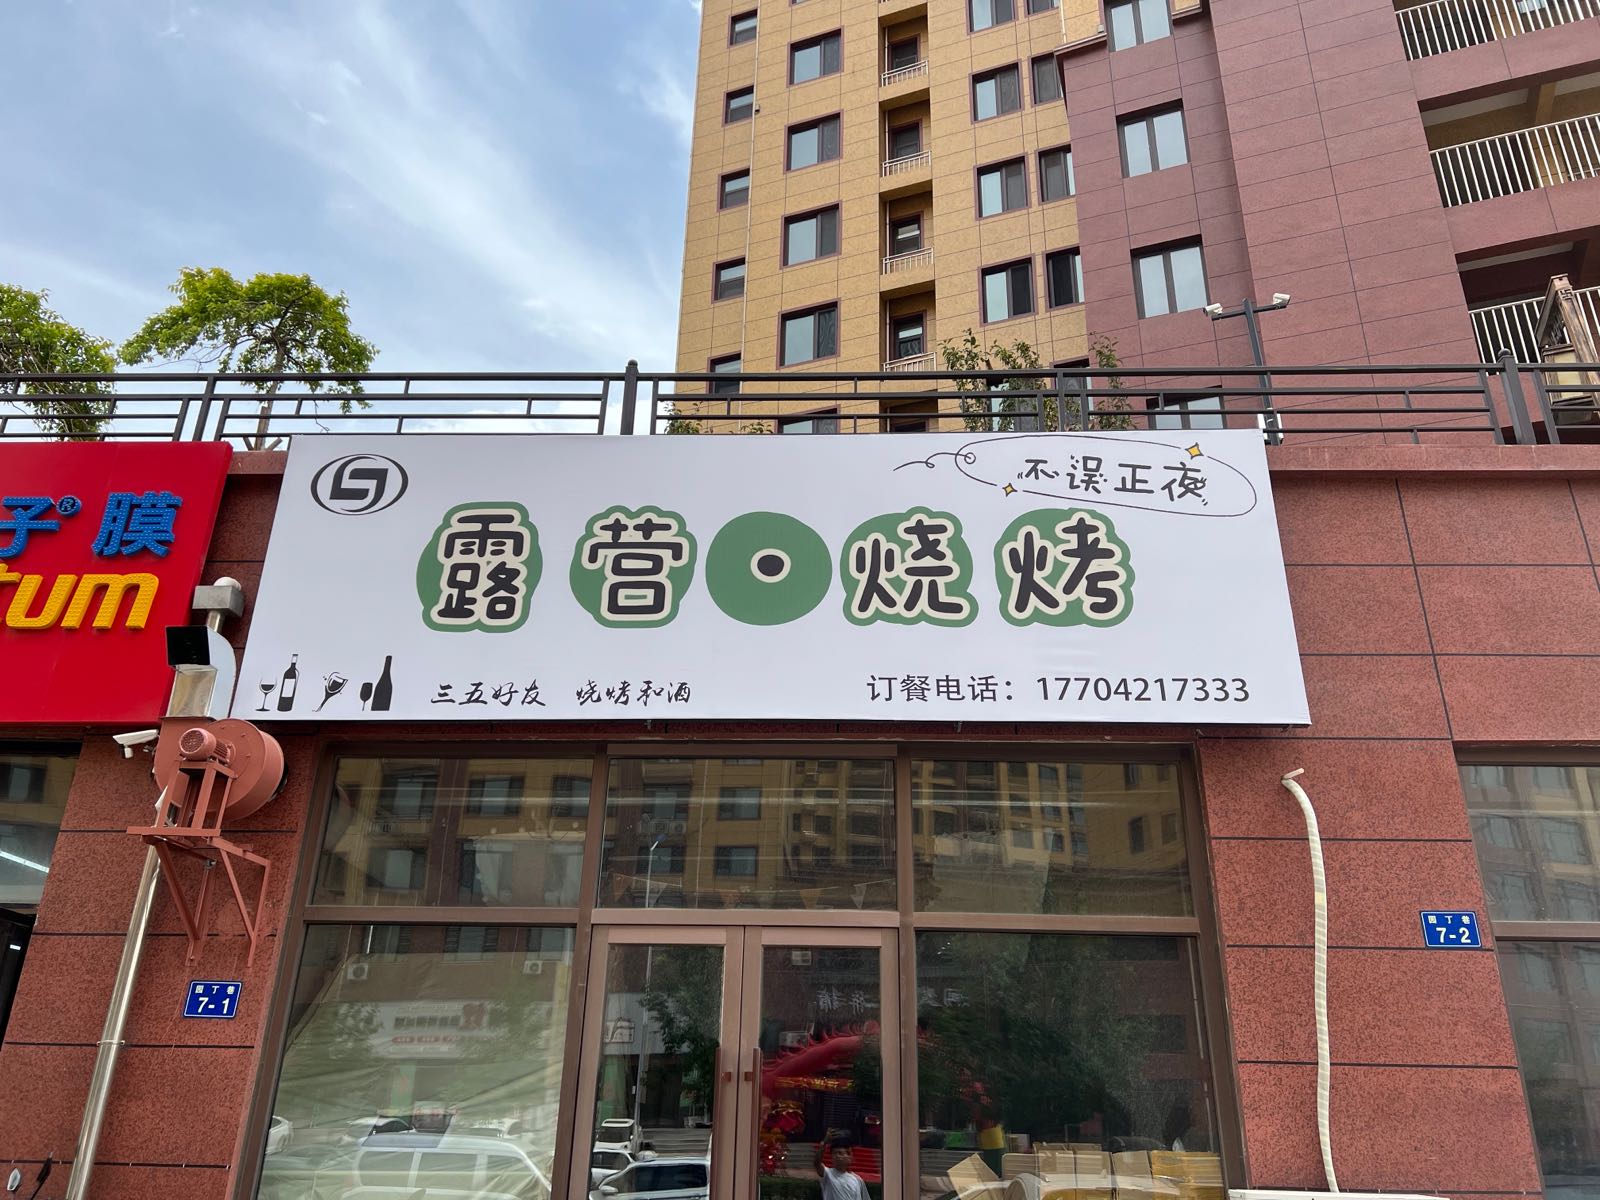 不误正夜
露营·烧烤
三五好友 烧烤和酒
订餐电话：17704217333
子®膜
tum
园丁巷
7-1
园丁巷
7-2